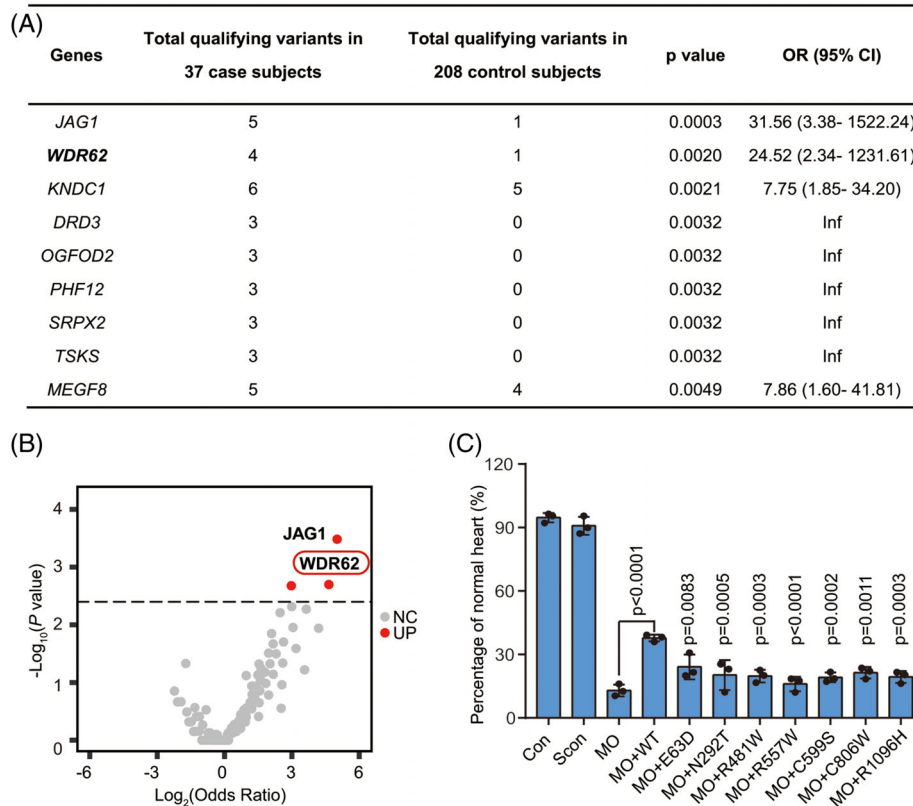 (A)
Genes Total qualifying variants in 37 case subjects Total qualifying variants in 208 control subjects p value OR (95% CI)
JAG1 5 1 0.0003 31.56 (3.38- 1522.24)
WDR62 4 1 0.0020 24.52 (2.34- 1231.61)
KNDC1 6 5 0.0021 7.75 (1.85- 34.20)
DRD3 3 0 0.0032 Inf
OGFOD2 3 0 0.0032 Inf
PHF12 3 0 0.0032 Inf
SRPX2 3 0 0.0032 Inf
TSKS 3 0 0.0032 Inf
MEGF8 5 4 0.0049 7.86 (1.60- 41.81)
(B)
-Log10(P value)
4
3
2
1
0
JAG1
WDR62
NC
UP
-6 -3 0 3 6
Log2(Odds Ratio)
(C)
Percentage of normal heart (%)
120
90
60
30
0
p<0.0001
p=0.0083
p=0.0005
p=0.0003
p<0.0001
p=0.0002
p=0.0011
p=0.0003
Con
Scon
MO
MO+WT
MO+E63D
MO+N292T
MO+R481W
MO+R557W
MO+C599S
MO+C806W
MO+R1096H